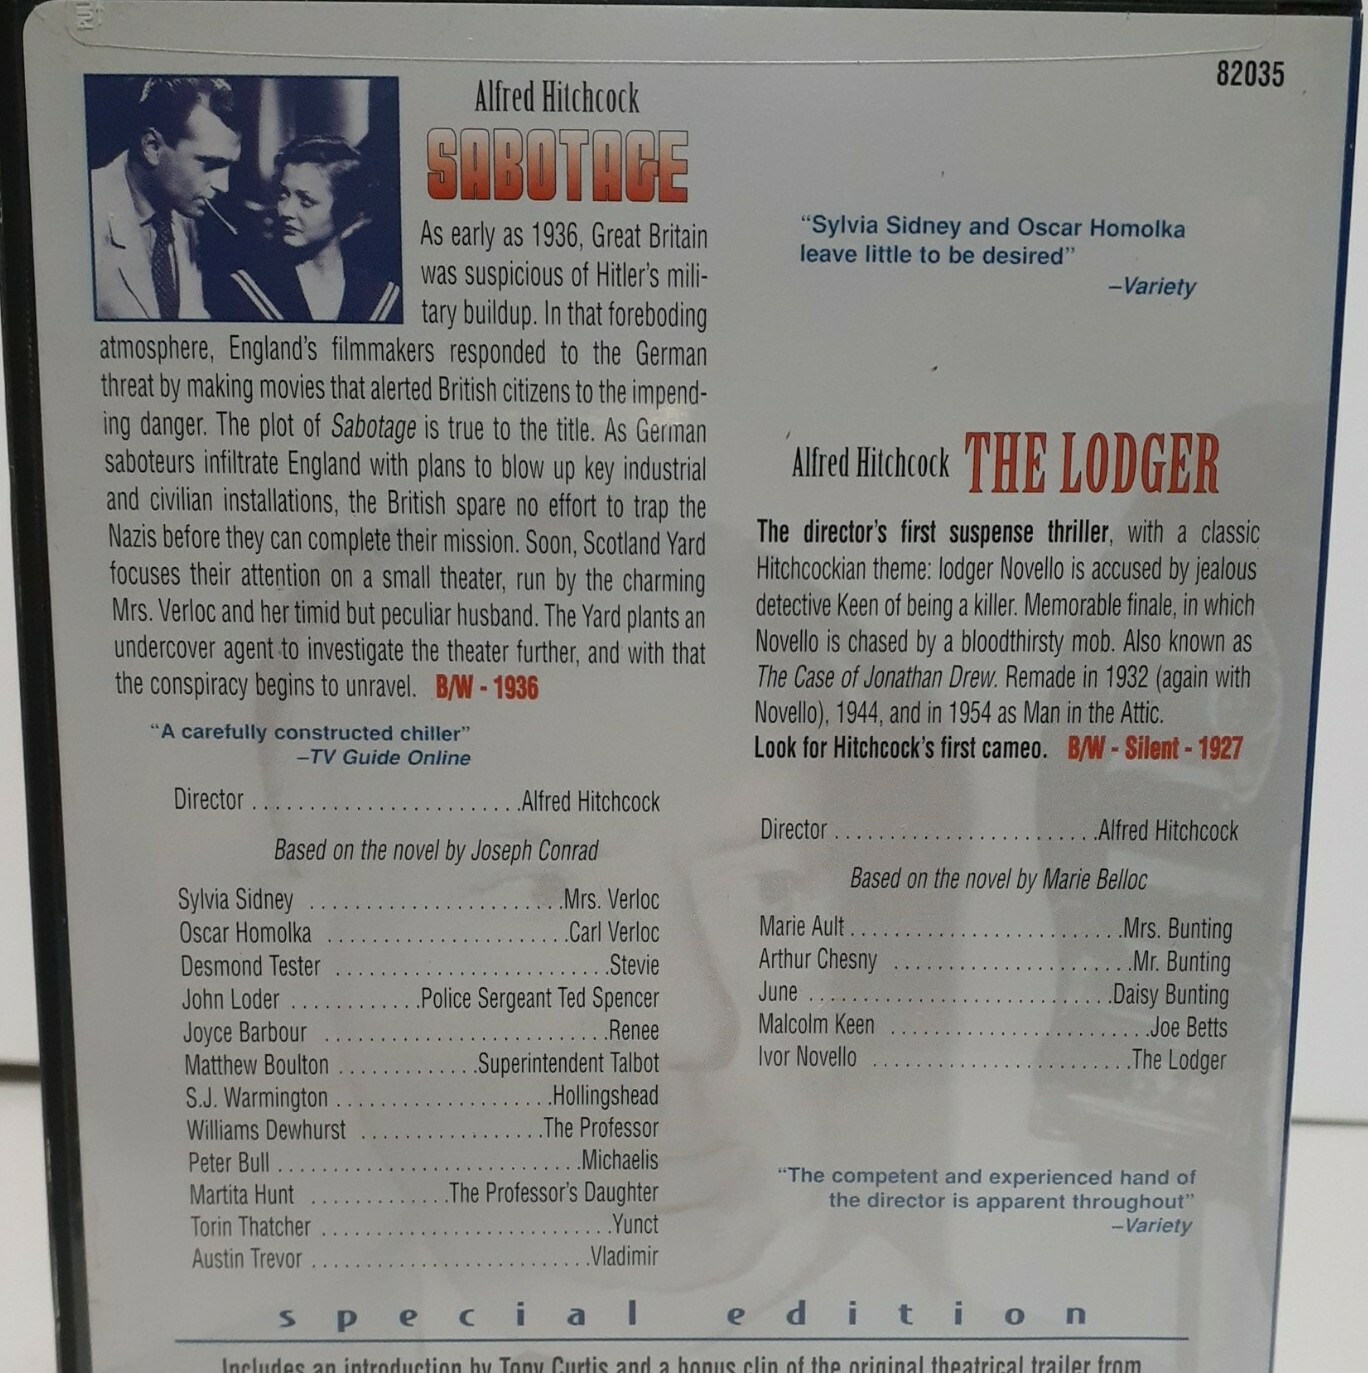 82035
Alfred Hitchcock
SABOTAGE
As early as 1936, Great Britain
was suspicious of Hitler's mili-
tary buildup. In that foreboding
atmosphere, England's filmmakers responded to the German
threat by making movies that alerted British citizens to the impend-
ing danger. The plot of Sabotage is true to the title. As German
saboteurs infiltrate England with plans to blow up key industrial
and civilian installations, the British spare no effort to trap the
Nazis before they can complete their mission. Soon, Scotland Yard
focuses their attention on a small theater, run by the charming
Mrs. Verloc and her timid but peculiar husband. The Yard plants an
undercover agent to investigate the theater further, and with that
the conspiracy begins to unravel. B/W - 1936
"A carefully constructed chiller"
–TV Guide Online
Director . . . . . . . . . . . . . . . . . . . . . . . .Alfred Hitchcock
Based on the novel by Joseph Conrad
Sylvia Sidney . . . . . . . . . . . . . . . . . . . . . . .Mrs. Verloc
Oscar Homolka . . . . . . . . . . . . . . . . . . . . . .Carl Verloc
Desmond Tester . . . . . . . . . . . . . . . . . . . . . . . . .Stevie
John Loder . . . . . . . . . . . .Police Sergeant Ted Spencer
Joyce Barbour . . . . . . . . . . . . . . . . . . . . . . . . . .Renee
Matthew Boulton . . . . . . . . . . . . .Superintendent Talbot
S.J. Warmington . . . . . . . . . . . . . . . . . . . .Hollingshead
Williams Dewhurst . . . . . . . . . . . . . . . . .The Professor
Peter Bull . . . . . . . . . . . . . . . . . . . . . . . . . . . .Michaelis
Martita Hunt . . . . . . . . . . . . .The Professor's Daughter
Torin Thatcher . . . . . . . . . . . . . . . . . . . . . . . . . . .Yunct
Austin Trevor . . . . . . . . . . . . . . . . . . . . . . . . . .Vladimir
"Sylvia Sidney and Oscar Homolka
leave little to be desired"
–Variety
Alfred Hitchcock THE LODGER
The director's first suspense thriller, with a classic
Hitchcockian theme: lodger Novello is accused by jealous
detective Keen of being a killer. Memorable finale, in which
Novello is chased by a bloodthirsty mob. Also known as
The Case of Jonathan Drew. Remade in 1932 (again with
Novello), 1944, and in 1954 as Man in the Attic.
Look for Hitchcock's first cameo. B/W - Silent - 1927
Director . . . . . . . . . . . . . . . . . . . . . . . .Alfred Hitchcock
Based on the novel by Marie Belloc
Marie Ault . . . . . . . . . . . . . . . . . . . . . . . . .Mrs. Bunting
Arthur Chesny . . . . . . . . . . . . . . . . . . . . . .Mr. Bunting
June . . . . . . . . . . . . . . . . . . . . . . . . . . . .Daisy Bunting
Malcolm Keen . . . . . . . . . . . . . . . . . . . . . . . .Joe Betts
Ivor Novello . . . . . . . . . . . . . . . . . . . . . . . .The Lodger
"The competent and experienced hand of
the director is apparent throughout"
–Variety
special edition
Includes an introduction by Tony Curtis and a bonus clip of the original theatrical trailer from